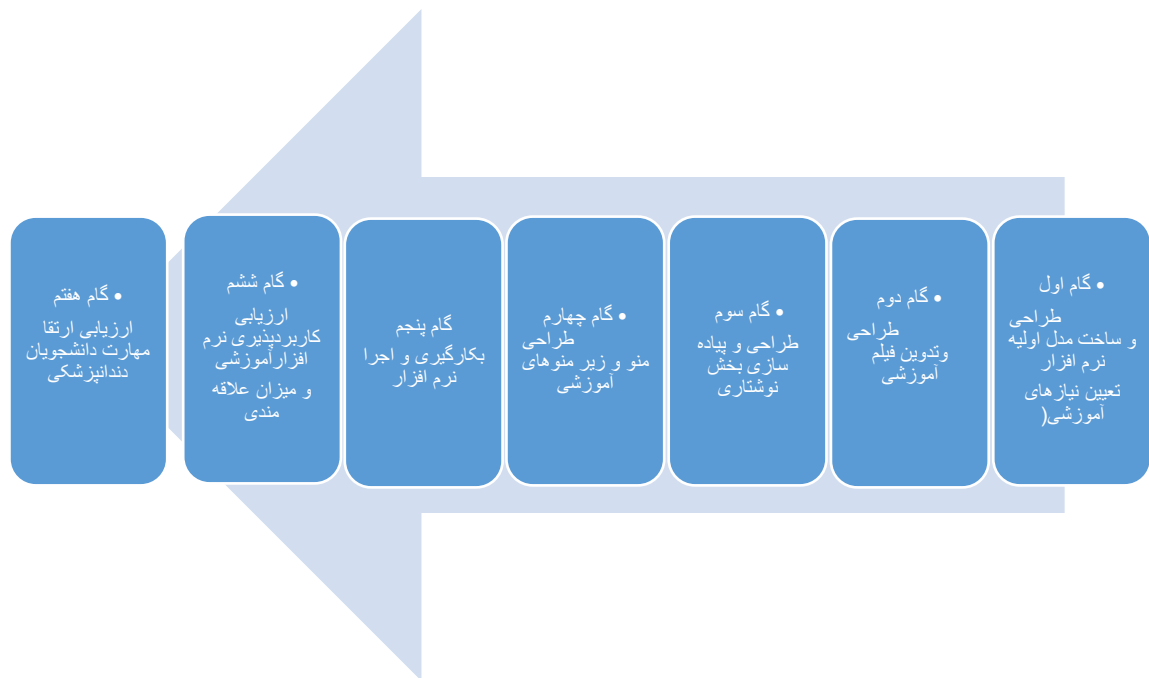 • گام اول
طراحی
و ساخت مدل اولیه
نرم افزار
تعیین نیازهای
آموزشی(
• گام دوم
طراحی
وتدوین فیلم
آموزشی
• گام سوم
طراحی و پیاده
سازی بخش
نوشتاری
• گام چهارم
طراحی
منو و زیر منوهای
آموزشی
گام پنجم
بکارگیری و اجرا
نرم افزار
• گام ششم
ارزیابی
کاربردپذیری نرم
افزارآموزشی
و میزان علاقه
مندی
• گام هفتم
ارزیابی ارتقا
مهارت دانشجویان
دندانپزشکی